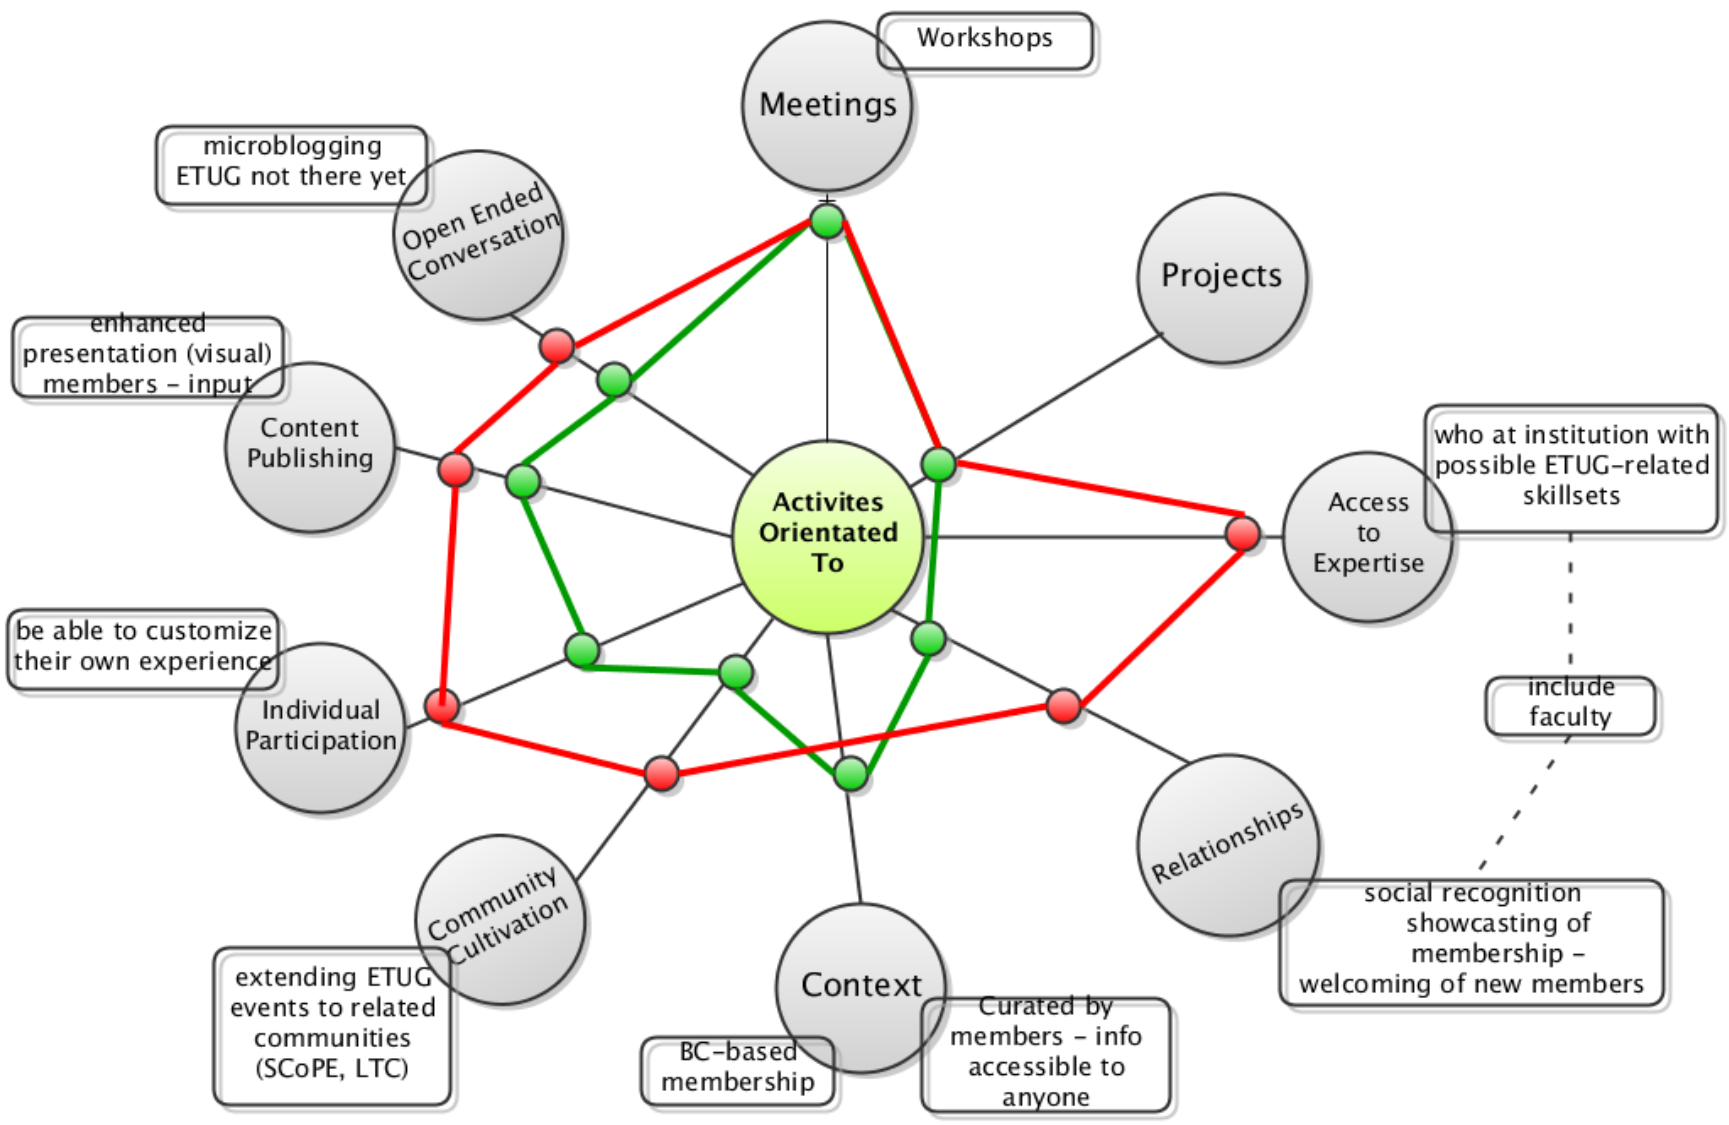 Workshops
Meetings
microblogging
ETUG not there yet
Open Ended
Conversation
Projects
enhanced
presentation (visual)
members – input
Content
Publishing
who at institution with
possible ETUG-related
skillsets
Access
to
Expertise
Activites
Orientated
To
be able to customize
their own experience
Individual
Participation
include
faculty
Relationships
social recognition
showcasting of
membership –
welcoming of new members
Community
Cultivation
extending ETUG
events to related
communities
(SCoPE, LTC)
Context
BC-based
membership
Curated by
members – info
accessible to
anyone